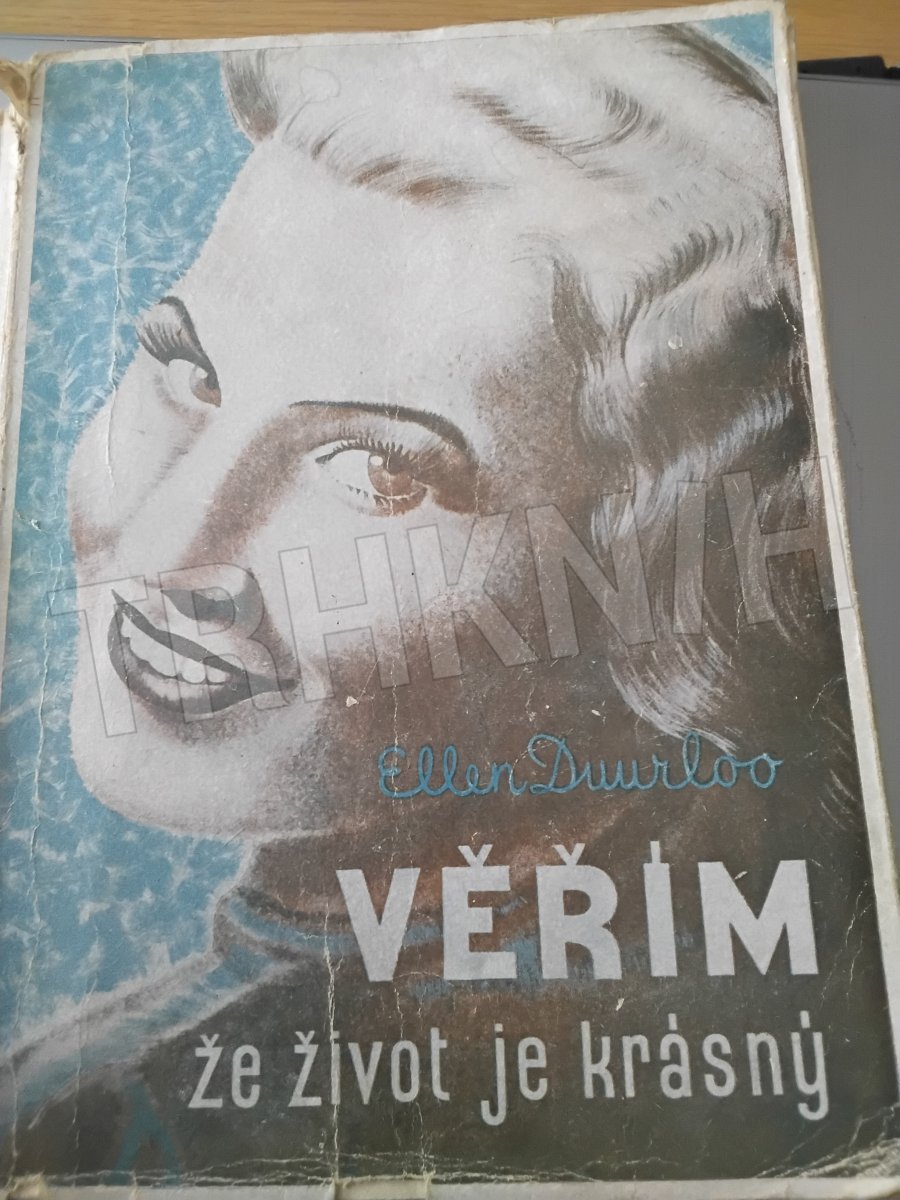 TRHKNIH
Ellen Duurloo
VĚŘÍM
že život je krásný